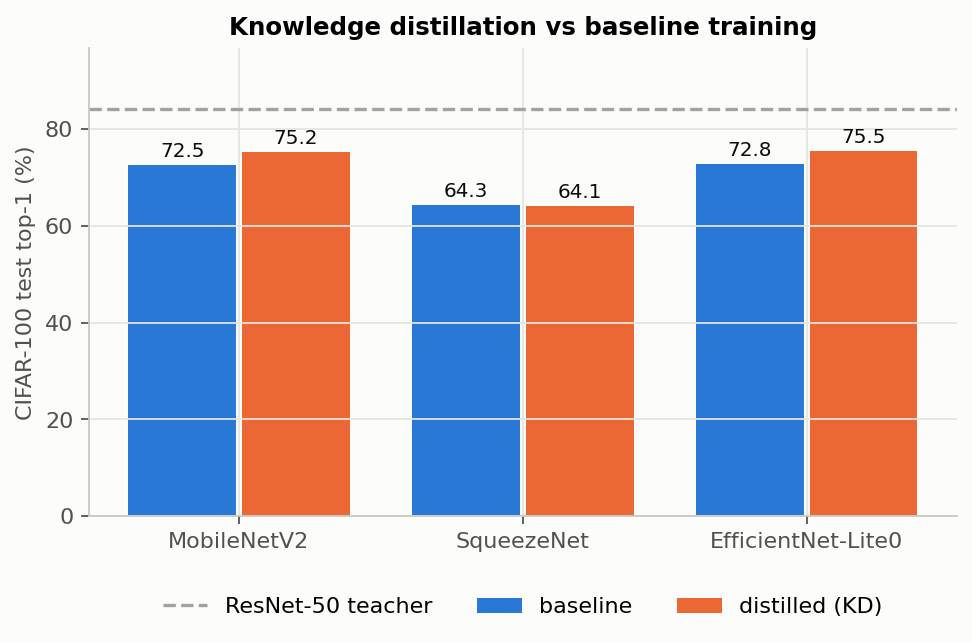 Knowledge distillation vs baseline training
CIFAR-100 test top-1 (%)
80
60
40
20
0
72.5
75.2
64.3
64.1
72.8
75.5
MobileNetV2
SqueezeNet
EfficientNet-Lite0
ResNet-50 teacher
baseline
distilled (KD)